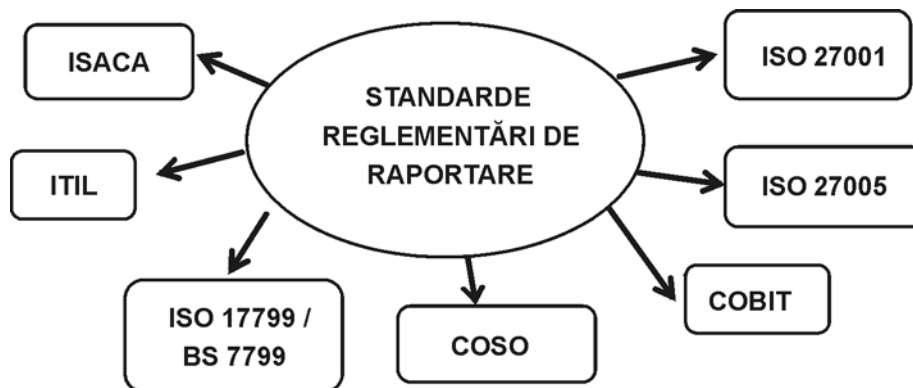 ISACA
STANDARDE
REGLEMENTĂRI DE
RAPORTARE
ISO 27001
ITIL
ISO 27005
ISO 17799 /
BS 7799
COSO
COBIT